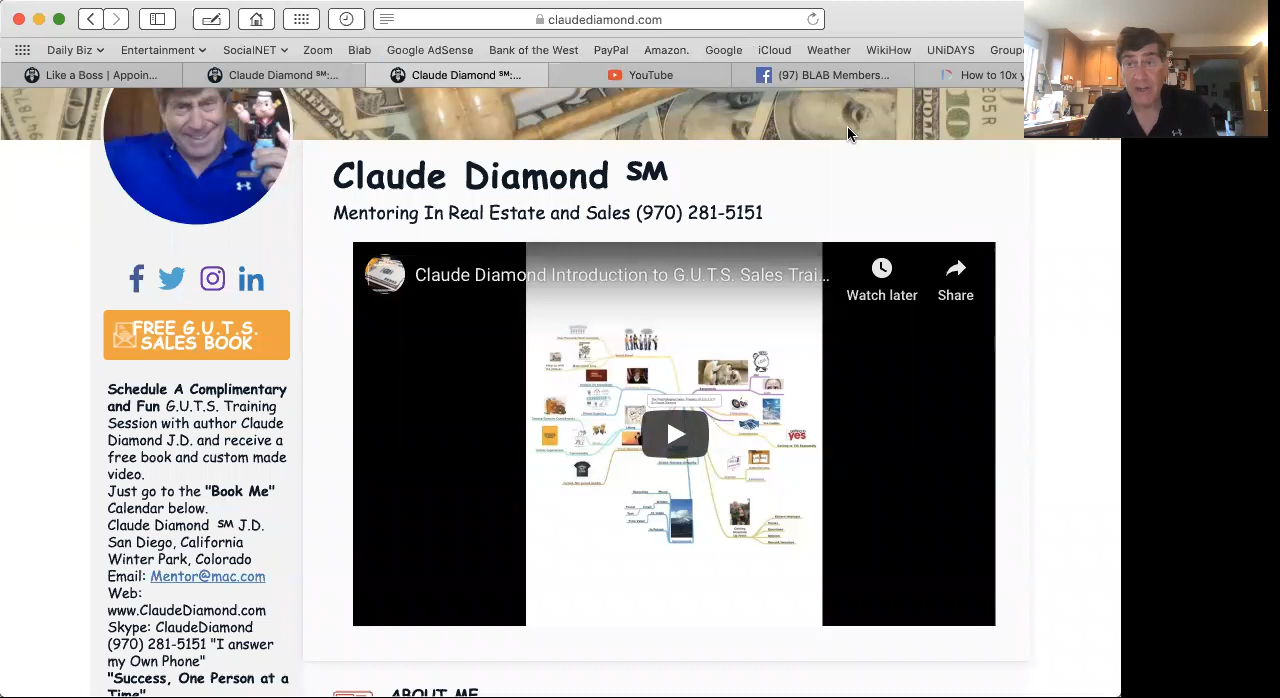 claudediamond.com
Daily Biz Entertainment SocialNET Zoom Blab Google AdSense Bank of the West PayPal Amazon. Google iCloud Weather WikiHow UNiDAYS Groupo
Like a Boss | Appoin... Claude Diamond ℠:... Claude Diamond ℠:... YouTube (97) BLAB Members... How to 10x y
Claude Diamond ℠
Mentoring In Real Estate and Sales (970) 281-5151
Claude Diamond Introduction to G.U.T.S. Sales Trai...
Watch later Share
getting to
yes
FREE G.U.T.S.
SALES BOOK
Schedule A Complimentary
and Fun G.U.T.S. Training
Session with author Claude
Diamond J.D. and receive a
free book and custom made
video.
Just go to the "Book Me"
Calendar below.
Claude Diamond ℠ J.D.
San Diego, California
Winter Park, Colorado
Email: Mentor@mac.com
Web:
www.ClaudeDiamond.com
Skype: ClaudeDiamond
(970) 281-5151 "I answer
my Own Phone"
"Success, One Person at a
Time"
ABOUT ME